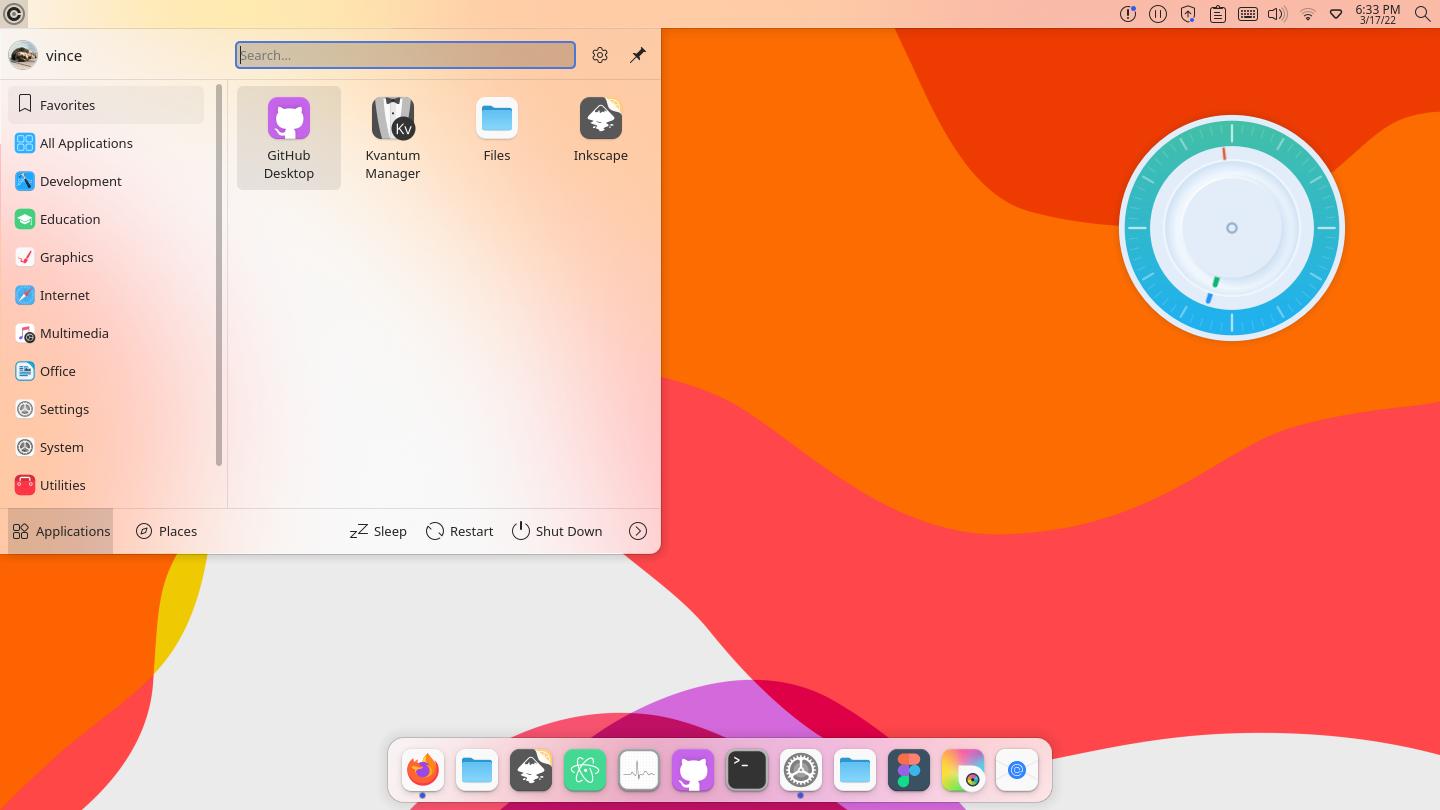 6:33 PM
3/17/22
vince
Search...
Favorites
All Applications
Development
Education
Graphics
Internet
Multimedia
Office
Settings
System
Utilities
GitHub
Desktop
Kv
Kvantum
Manager
Files
Inkscape
Applications
Places
zZ Sleep
Restart
Shut Down
>_